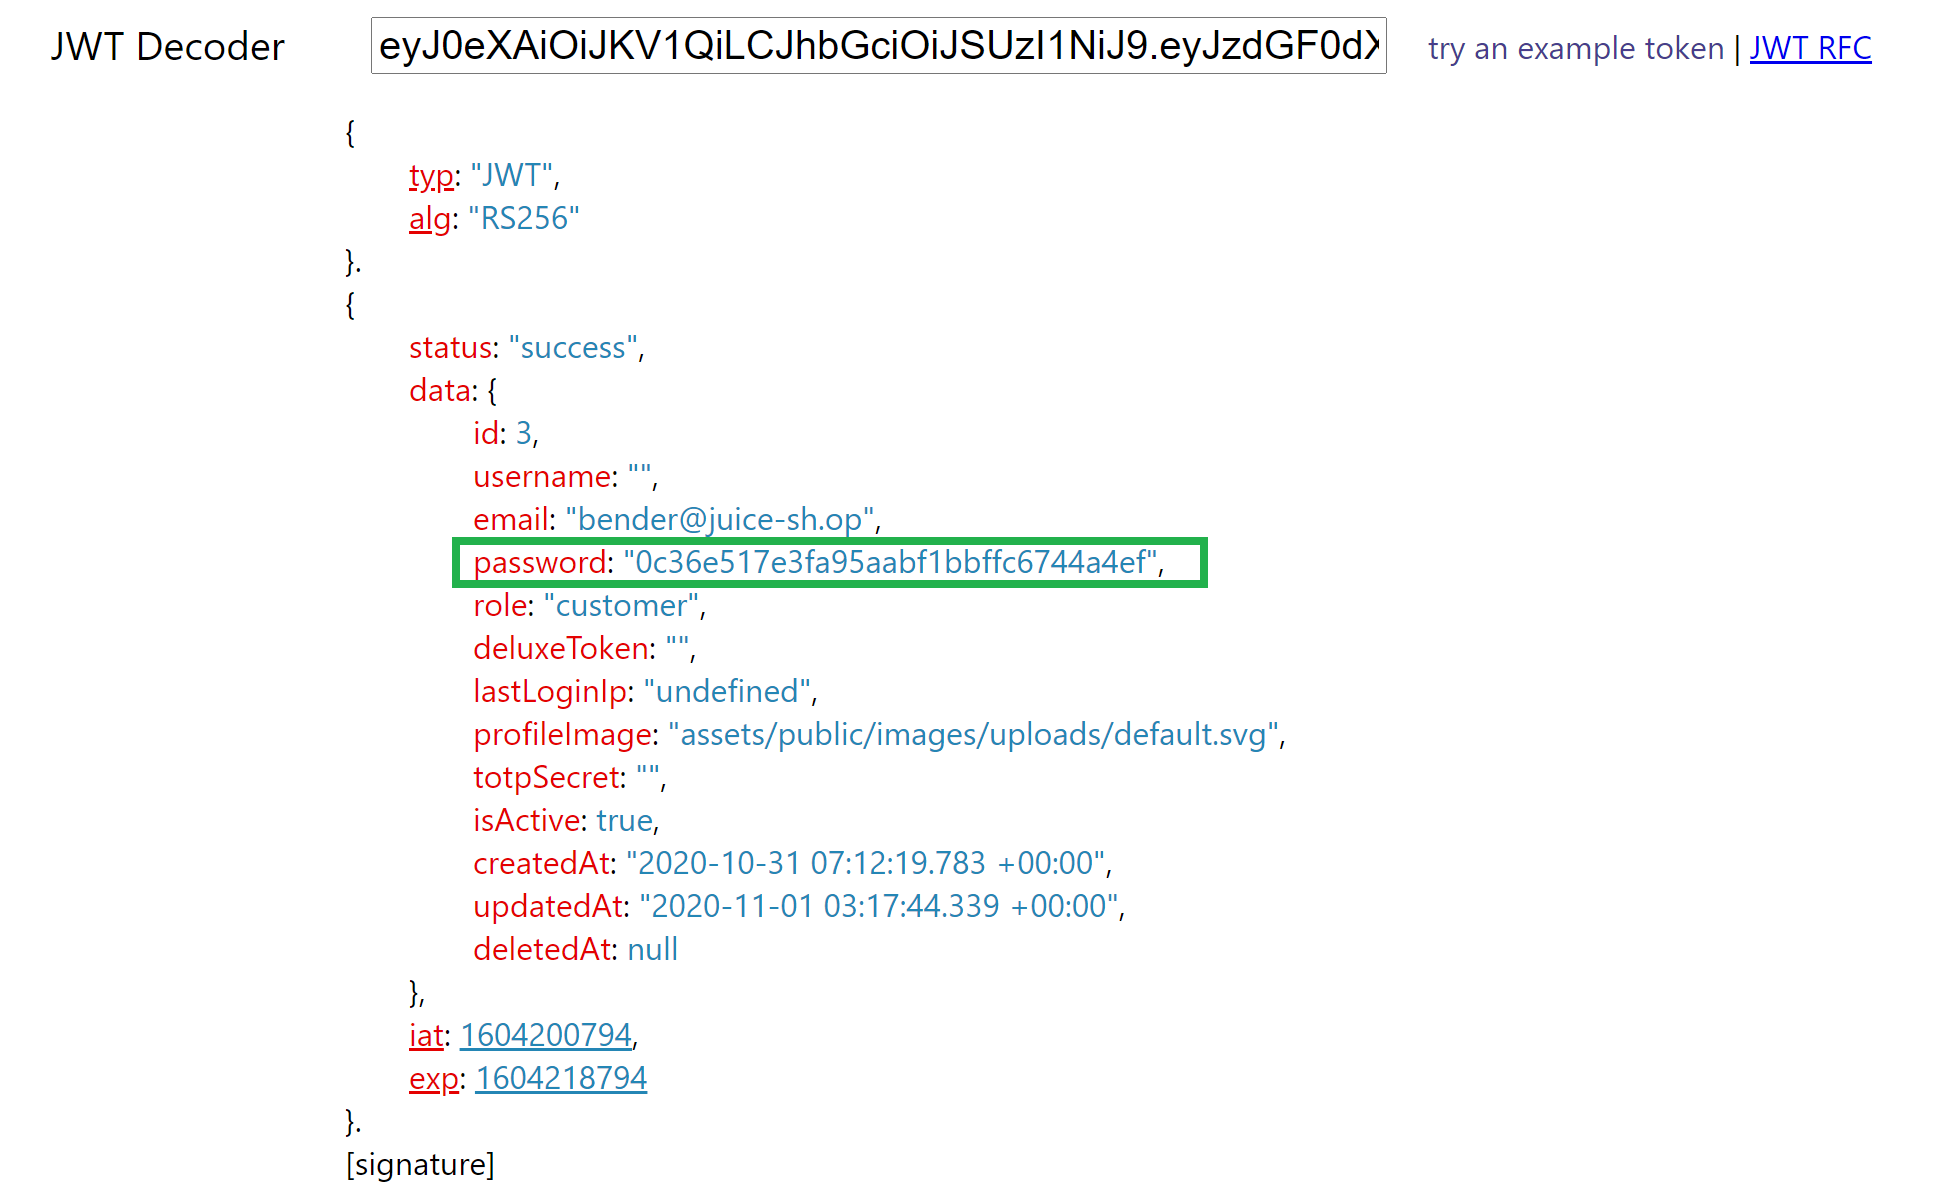 JWT Decoder eyJ0eXAiOiJKV1QiLCJhbGciOiJSUzI1NiJ9.eyJzdGF0dX try an example token | JWT RFC
{
typ: "JWT",
alg: "RS256"
}.
{
status: "success",
data: {
id: 3,
username: "",
email: "bender@juice-sh.op",
password: "0c36e517e3fa95aabf1bbffc6744a4ef",
role: "customer",
deluxeToken: "",
lastLoginIp: "undefined",
profileImage: "assets/public/images/uploads/default.svg",
totpSecret: "",
isActive: true,
createdAt: "2020-10-31 07:12:19.783 +00:00",
updatedAt: "2020-11-01 03:17:44.339 +00:00",
deletedAt: null
},
iat: 1604200794,
exp: 1604218794
}.
[signature]